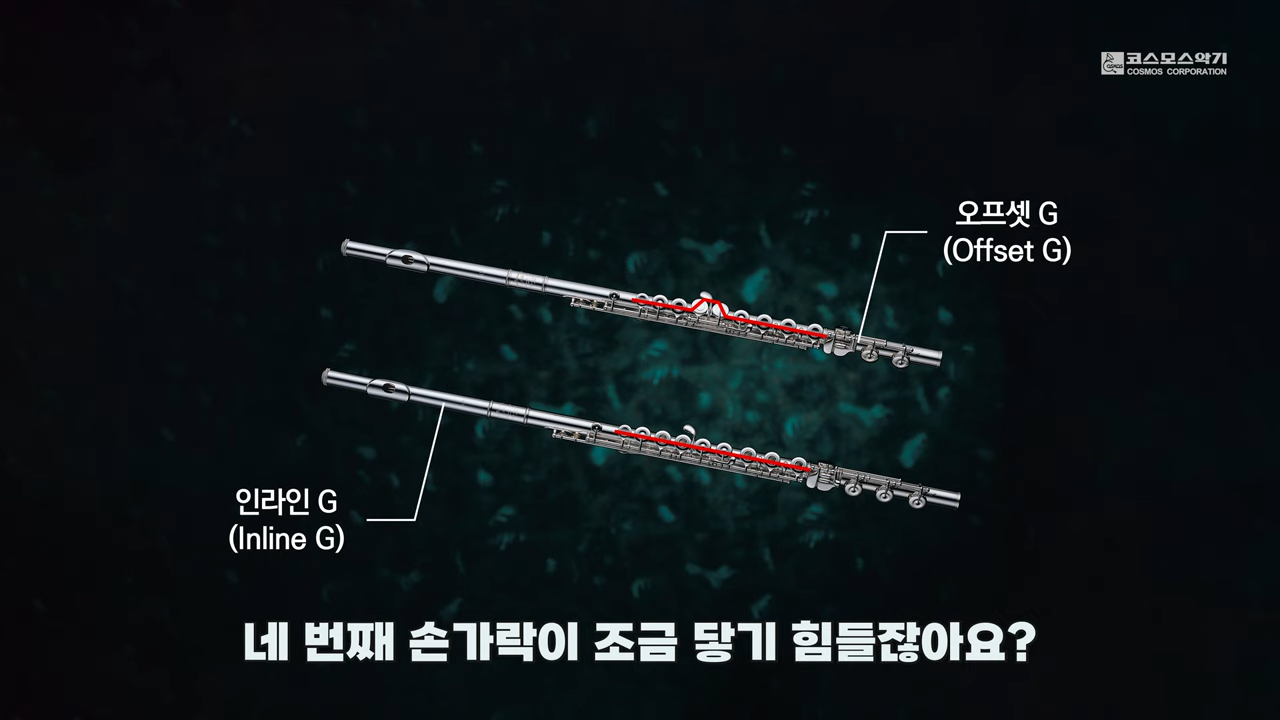 코스모스악기
COSMOS CORPORATION
오프셋 G
(Offset G)
인라인 G
(Inline G)
네 번째 손가락이 조금 닿기 힘들잖아요?